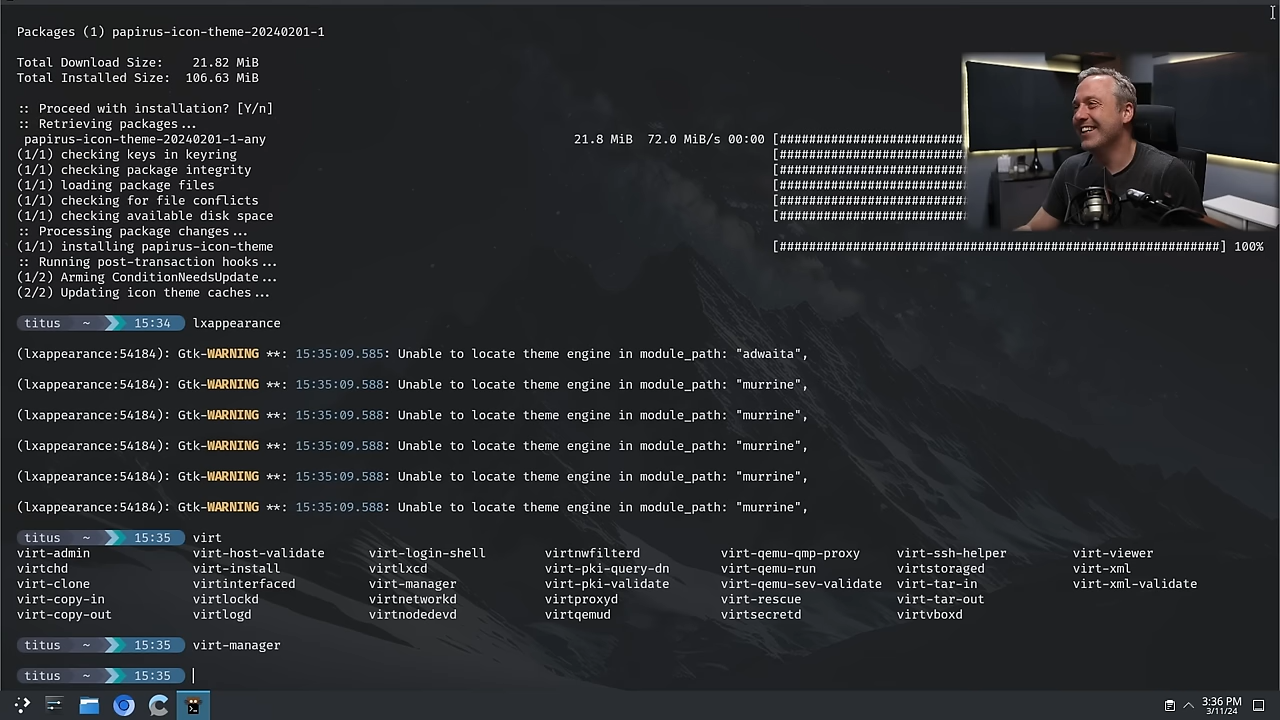 Packages (1) papirus-icon-theme-20240201-1
Total Download Size:    21.82 MiB
Total Installed Size:  106.63 MiB
:: Proceed with installation? [Y/n]
:: Retrieving packages...
papirus-icon-theme-20240201-1-any 21.8 MiB 72.0 MiB/s 00:00 [##########################
(1/1) checking keys in keyring [##########################
(1/1) checking package integrity [##########################
(1/1) loading package files [##########################
(1/1) checking for file conflicts [##########################
(1/1) checking available disk space [##########################
:: Processing package changes...
(1/1) installing papirus-icon-theme [############################################################] 100%
:: Running post-transaction hooks...
(1/2) Arming ConditionNeedsUpdate...
(2/2) Updating icon theme caches...
titus ~ 15:34 lxappearance
(lxappearance:54184): Gtk-WARNING **: 15:35:09.585: Unable to locate theme engine in module_path: "adwaita",
(lxappearance:54184): Gtk-WARNING **: 15:35:09.588: Unable to locate theme engine in module_path: "murrine",
(lxappearance:54184): Gtk-WARNING **: 15:35:09.588: Unable to locate theme engine in module_path: "murrine",
(lxappearance:54184): Gtk-WARNING **: 15:35:09.588: Unable to locate theme engine in module_path: "murrine",
(lxappearance:54184): Gtk-WARNING **: 15:35:09.588: Unable to locate theme engine in module_path: "murrine",
(lxappearance:54184): Gtk-WARNING **: 15:35:09.588: Unable to locate theme engine in module_path: "murrine",
titus ~ 15:35 virt
virt-admin virt-host-validate virt-login-shell virtnwfilterd virt-qemu-qmp-proxy virt-ssh-helper virt-viewer
virtchd virt-install virtlxcd virt-pki-query-dn virt-qemu-run virtstoraged virt-xml
virt-clone virtinterfaced virt-manager virt-pki-validate virt-qemu-sev-validate virt-tar-in virt-xml-validate
virt-copy-in virtlockd virtnetworkd virtproxyd virt-rescue virt-tar-out
virt-copy-out virtlogd virtnodedevd virtqemud virtsecretd virtvboxd
titus ~ 15:35 virt-manager
titus ~ 15:35
3:36 PM
3/11/24